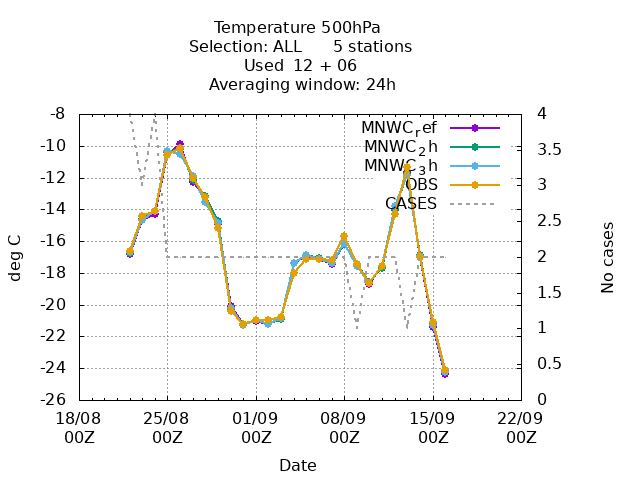 Temperature 500hPa
Selection: ALL 5 stations
Used 12 + 06
Averaging window: 24h
-8
-10
-12
-14
-16
-18
-20
-22
-24
-26
deg C
4
3.5
3
2.5
2
1.5
1
0.5
0
No cases
MNWCref
MNWC2h
MNWC3h
OBS
CASES
18/08 25/08 01/09 08/09 15/09 22/09
00Z 00Z 00Z 00Z 00Z 00Z
Date